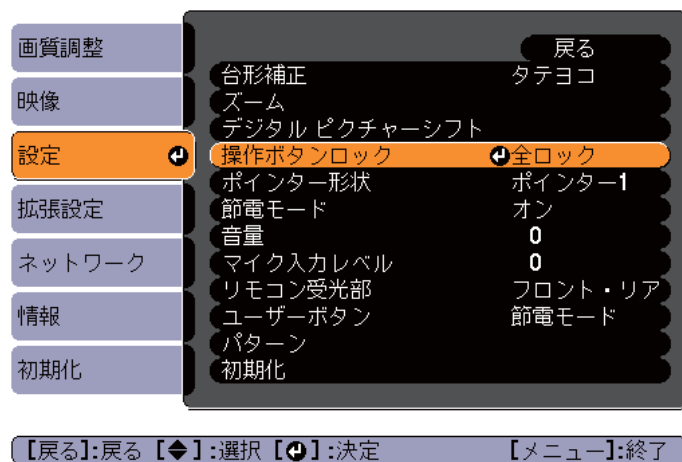 画質調整
映像
設定
拡張設定
ネットワーク
情報
初期化
戻る
台形補正 タテヨコ
ズーム
デジタル ピクチャーシフト
操作ボタンロック 全ロック
ポインター形状 ポインター1
節電モード オン
音量 0
マイク入力レベル 0
リモコン受光部 フロント・リア
ユーザーボタン 節電モード
パターン
初期化
【戻る】:戻る 【◆】:選択 【↵】:決定 【メニュー】:終了